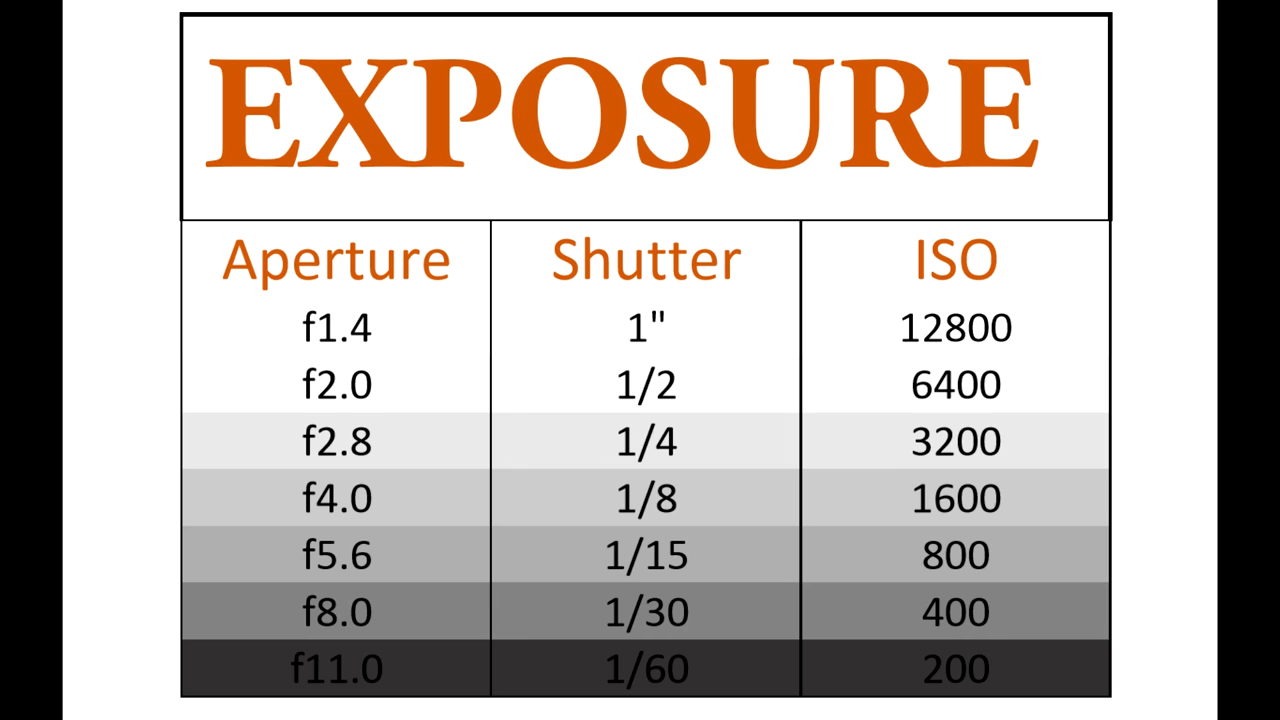 EXPOSURE
Aperture Shutter ISO
f1.4 1" 12800
f2.0 1/2 6400
f2.8 1/4 3200
f4.0 1/8 1600
f5.6 1/15 800
f8.0 1/30 400
f11.0 1/60 200